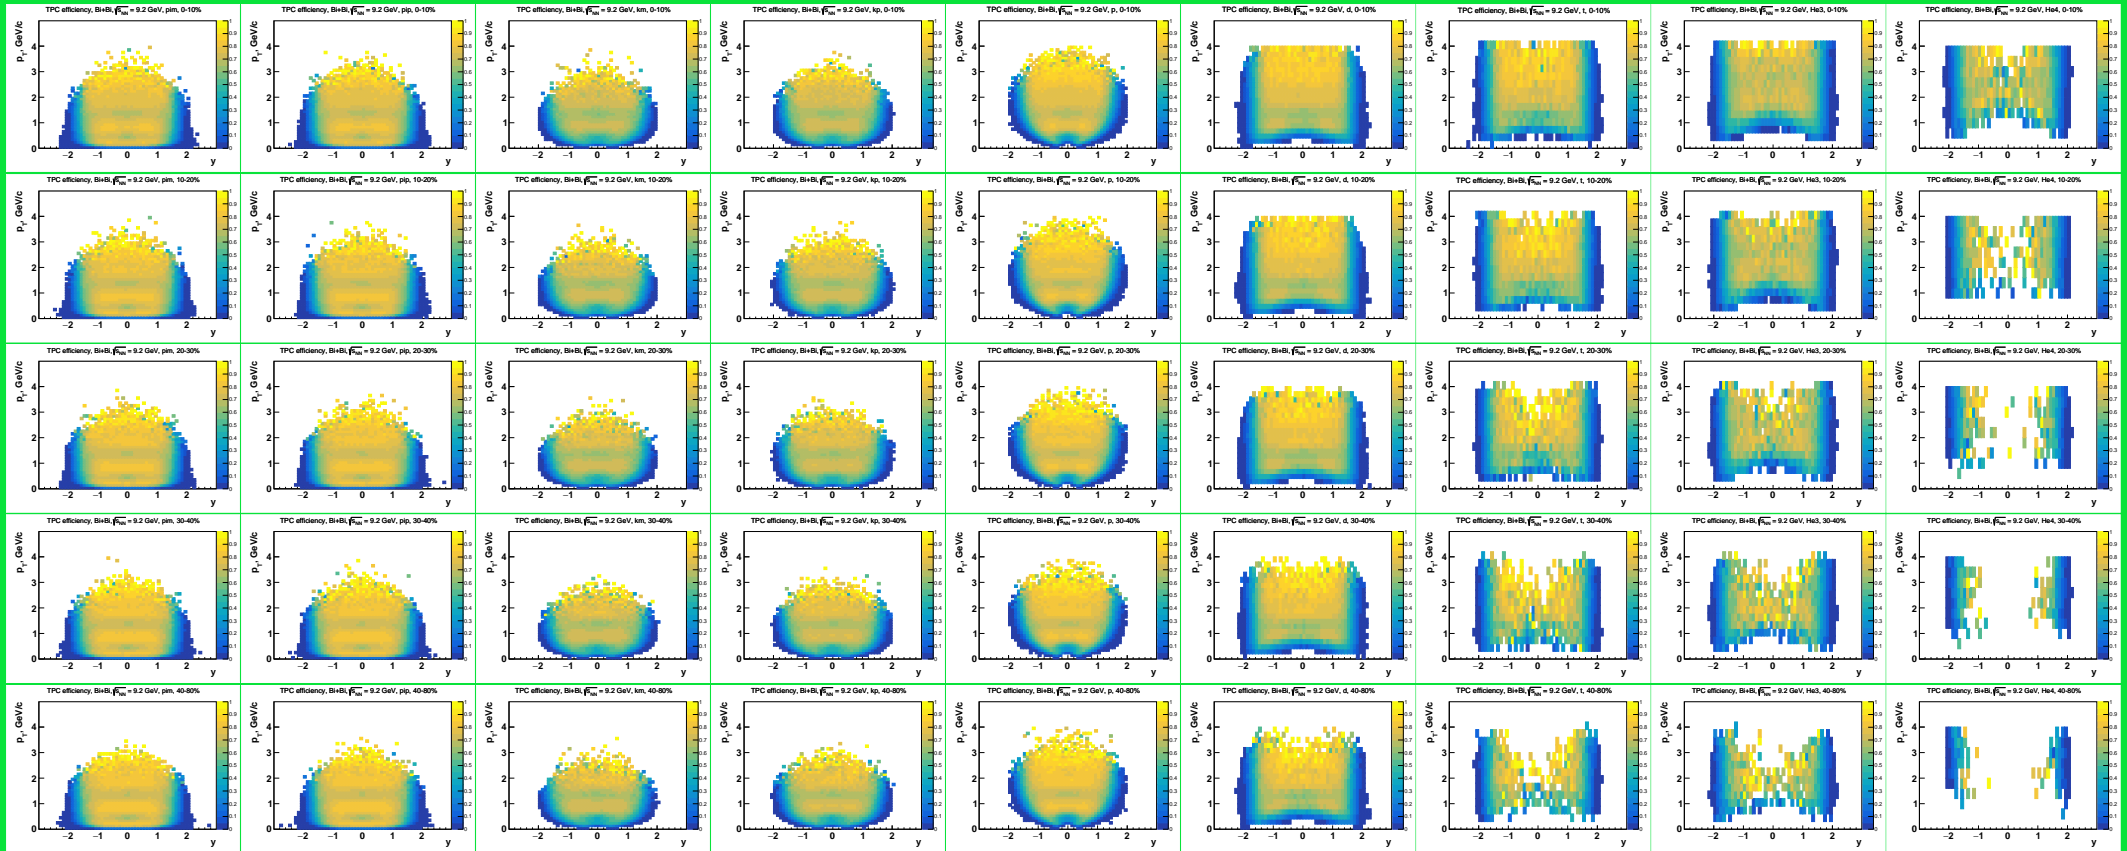 TPC efficiency, Bi+Bi, √sNN = 9.2 GeV, pim, 0-10%
TPC efficiency, Bi+Bi, √sNN = 9.2 GeV, pip, 0-10%
TPC efficiency, Bi+Bi, √sNN = 9.2 GeV, km, 0-10%
TPC efficiency, Bi+Bi, √sNN = 9.2 GeV, kp, 0-10%
TPC efficiency, Bi+Bi, √sNN = 9.2 GeV, p, 0-10%
TPC efficiency, Bi+Bi, √sNN = 9.2 GeV, d, 0-10%
TPC efficiency, Bi+Bi, √sNN = 9.2 GeV, t, 0-10%
TPC efficiency, Bi+Bi, √sNN = 9.2 GeV, He3, 0-10%
TPC efficiency, Bi+Bi, √sNN = 9.2 GeV, He4, 0-10%
pT, GeV/c
y
TPC efficiency, Bi+Bi, √sNN = 9.2 GeV, pim, 10-20%
TPC efficiency, Bi+Bi, √sNN = 9.2 GeV, pip, 10-20%
TPC efficiency, Bi+Bi, √sNN = 9.2 GeV, km, 10-20%
TPC efficiency, Bi+Bi, √sNN = 9.2 GeV, kp, 10-20%
TPC efficiency, Bi+Bi, √sNN = 9.2 GeV, p, 10-20%
TPC efficiency, Bi+Bi, √sNN = 9.2 GeV, d, 10-20%
TPC efficiency, Bi+Bi, √sNN = 9.2 GeV, t, 10-20%
TPC efficiency, Bi+Bi, √sNN = 9.2 GeV, He3, 10-20%
TPC efficiency, Bi+Bi, √sNN = 9.2 GeV, He4, 10-20%
pT, GeV/c
y
TPC efficiency, Bi+Bi, √sNN = 9.2 GeV, pim, 20-30%
TPC efficiency, Bi+Bi, √sNN = 9.2 GeV, pip, 20-30%
TPC efficiency, Bi+Bi, √sNN = 9.2 GeV, km, 20-30%
TPC efficiency, Bi+Bi, √sNN = 9.2 GeV, kp, 20-30%
TPC efficiency, Bi+Bi, √sNN = 9.2 GeV, p, 20-30%
TPC efficiency, Bi+Bi, √sNN = 9.2 GeV, d, 20-30%
TPC efficiency, Bi+Bi, √sNN = 9.2 GeV, t, 20-30%
TPC efficiency, Bi+Bi, √sNN = 9.2 GeV, He3, 20-30%
TPC efficiency, Bi+Bi, √sNN = 9.2 GeV, He4, 20-30%
pT, GeV/c
y
TPC efficiency, Bi+Bi, √sNN = 9.2 GeV, pim, 30-40%
TPC efficiency, Bi+Bi, √sNN = 9.2 GeV, pip, 30-40%
TPC efficiency, Bi+Bi, √sNN = 9.2 GeV, km, 30-40%
TPC efficiency, Bi+Bi, √sNN = 9.2 GeV, kp, 30-40%
TPC efficiency, Bi+Bi, √sNN = 9.2 GeV, p, 30-40%
TPC efficiency, Bi+Bi, √sNN = 9.2 GeV, d, 30-40%
TPC efficiency, Bi+Bi, √sNN = 9.2 GeV, t, 30-40%
TPC efficiency, Bi+Bi, √sNN = 9.2 GeV, He3, 30-40%
TPC efficiency, Bi+Bi, √sNN = 9.2 GeV, He4, 30-40%
pT, GeV/c
y
TPC efficiency, Bi+Bi, √sNN = 9.2 GeV, pim, 40-80%
TPC efficiency, Bi+Bi, √sNN = 9.2 GeV, pip, 40-80%
TPC efficiency, Bi+Bi, √sNN = 9.2 GeV, km, 40-80%
TPC efficiency, Bi+Bi, √sNN = 9.2 GeV, kp, 40-80%
TPC efficiency, Bi+Bi, √sNN = 9.2 GeV, p, 40-80%
TPC efficiency, Bi+Bi, √sNN = 9.2 GeV, d, 40-80%
TPC efficiency, Bi+Bi, √sNN = 9.2 GeV, t, 40-80%
TPC efficiency, Bi+Bi, √sNN = 9.2 GeV, He3, 40-80%
TPC efficiency, Bi+Bi, √sNN = 9.2 GeV, He4, 40-80%
pT, GeV/c
y